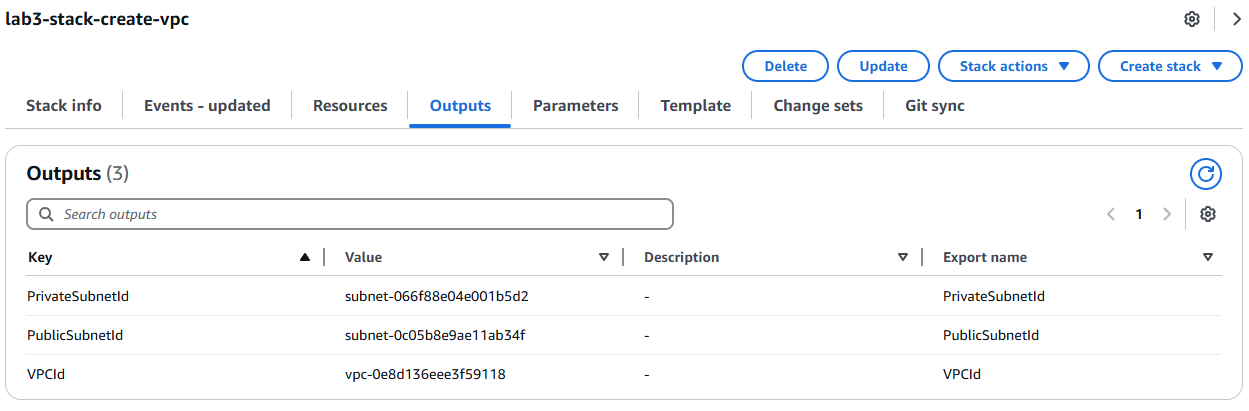 lab3-stack-create-vpc
Delete Update Stack actions Create stack
Stack info Events - updated Resources Outputs Parameters Template Change sets Git sync
Outputs (3)
Search outputs
1
Key Value Description Export name
PrivateSubnetId subnet-066f88e04e001b5d2 - PrivateSubnetId
PublicSubnetId subnet-0c05b8e9ae11ab34f - PublicSubnetId
VPCId vpc-0e8d136eee3f59118 - VPCId